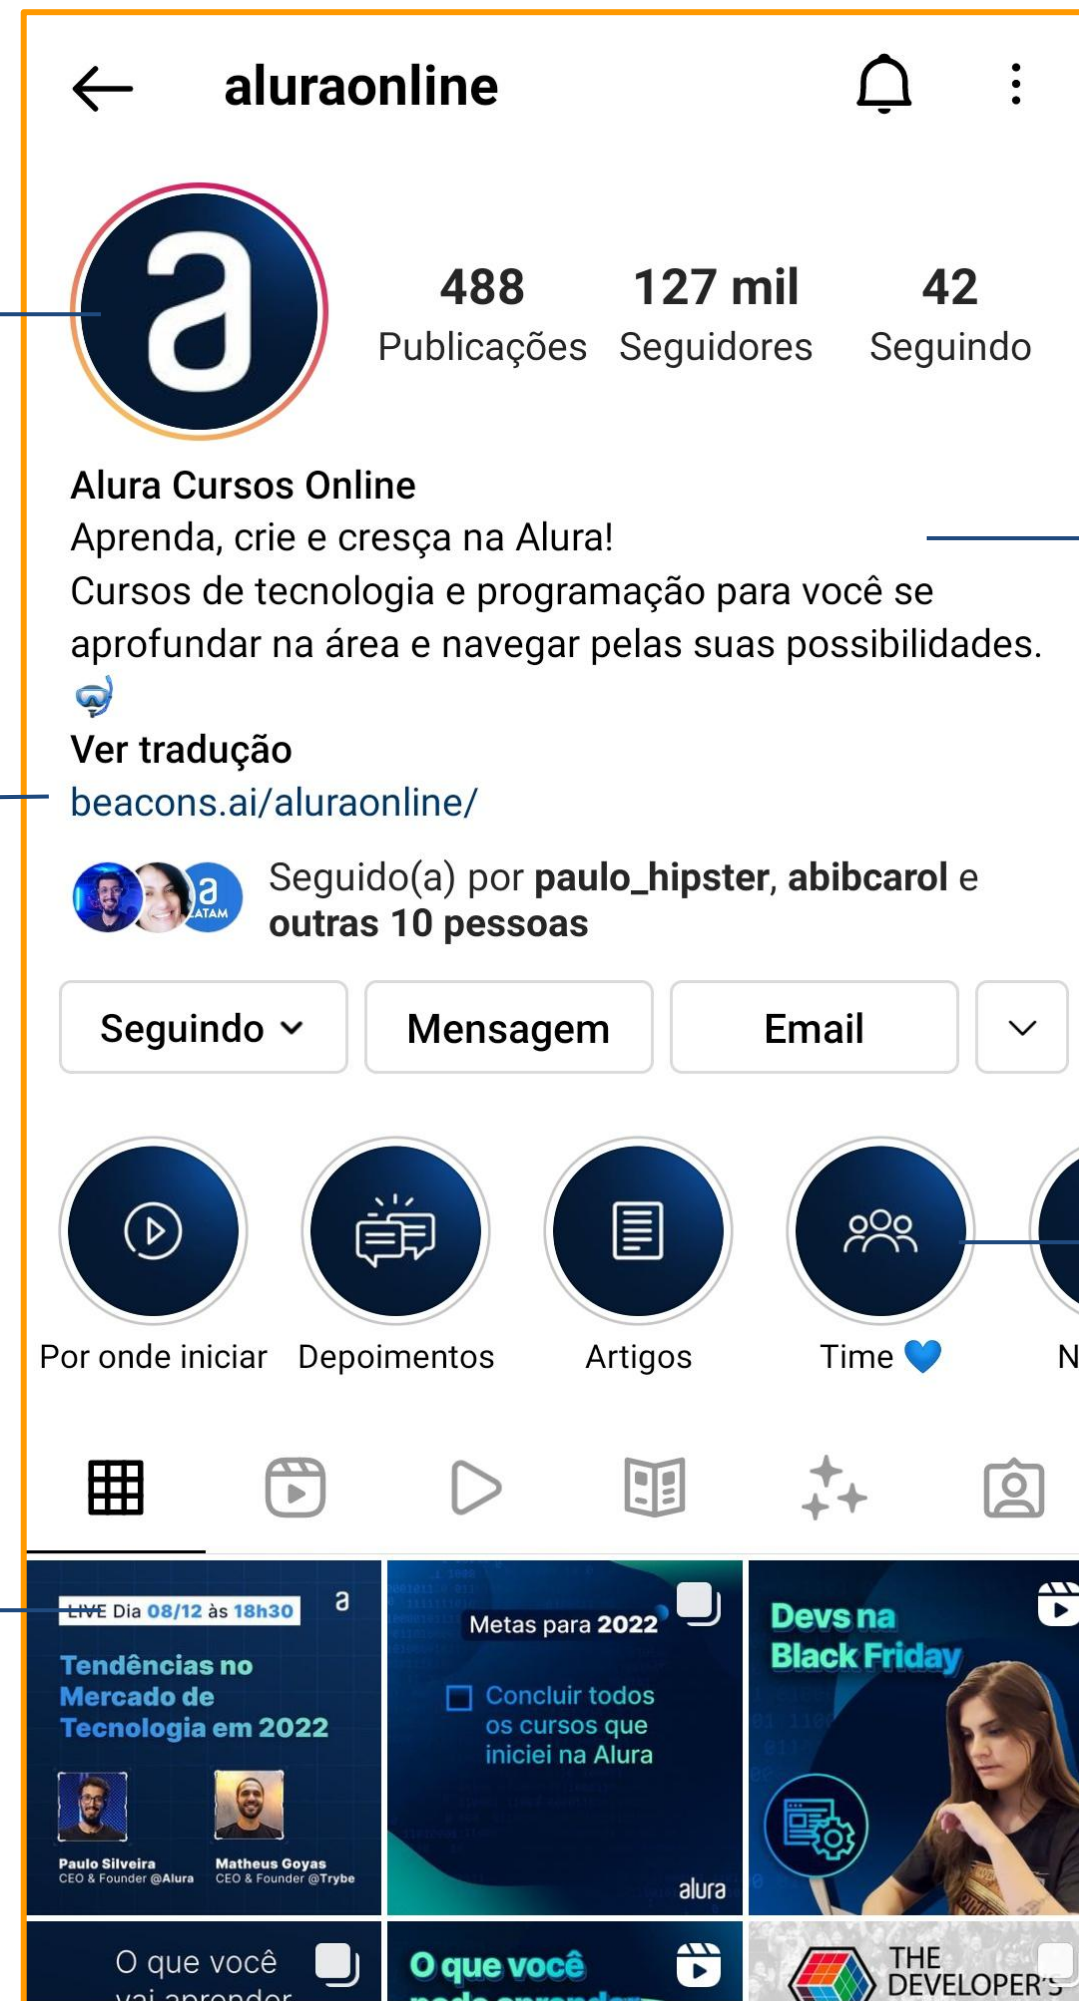 aluraonline
a
488
127 mil
42
Publicações
Seguidores
Seguindo
Alura Cursos Online
Aprenda, crie e cresça na Alura!
Cursos de tecnologia e programação para você se
aprofundar na área e navegar pelas suas possibilidades.
🤿
Ver tradução
beacons.ai/aluraonline/
a
LATAM
Seguido(a) por paulo_hipster, abibcarol e
outras 10 pessoas
Seguindo
Mensagem
Email
Por onde iniciar
Depoimentos
Artigos
Time 💙
N
LIVE Dia 08/12 às 18h30
a
Tendências no
Mercado de
Tecnologia em 2022
Paulo Silveira
CEO & Founder @Alura
Matheus Goyas
CEO & Founder @Trybe
Metas para 2022
Concluir todos
os cursos que
iniciei na Alura
alura
Devs na
Black Friday
O que você
vai aprender
O que você
pode aprender
THE
DEVELOPER'S